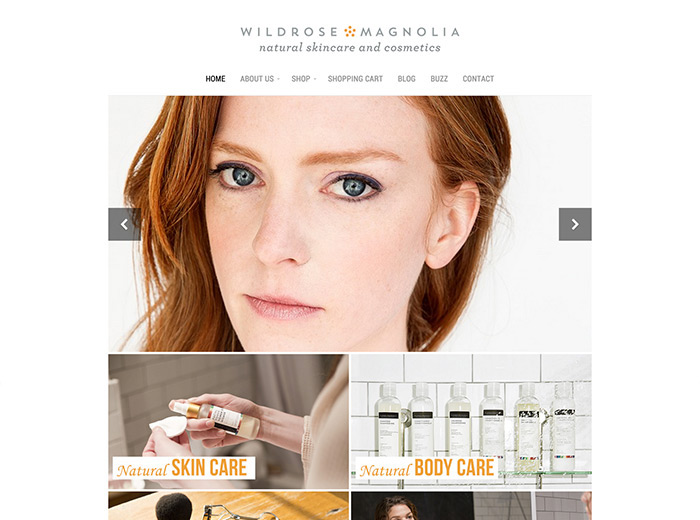 WILDROSE MAGNOLIA
natural skincare and cosmetics
HOME ABOUT US SHOP SHOPPING CART BLOG BUZZ CONTACT
Natural SKIN CARE
Natural BODY CARE